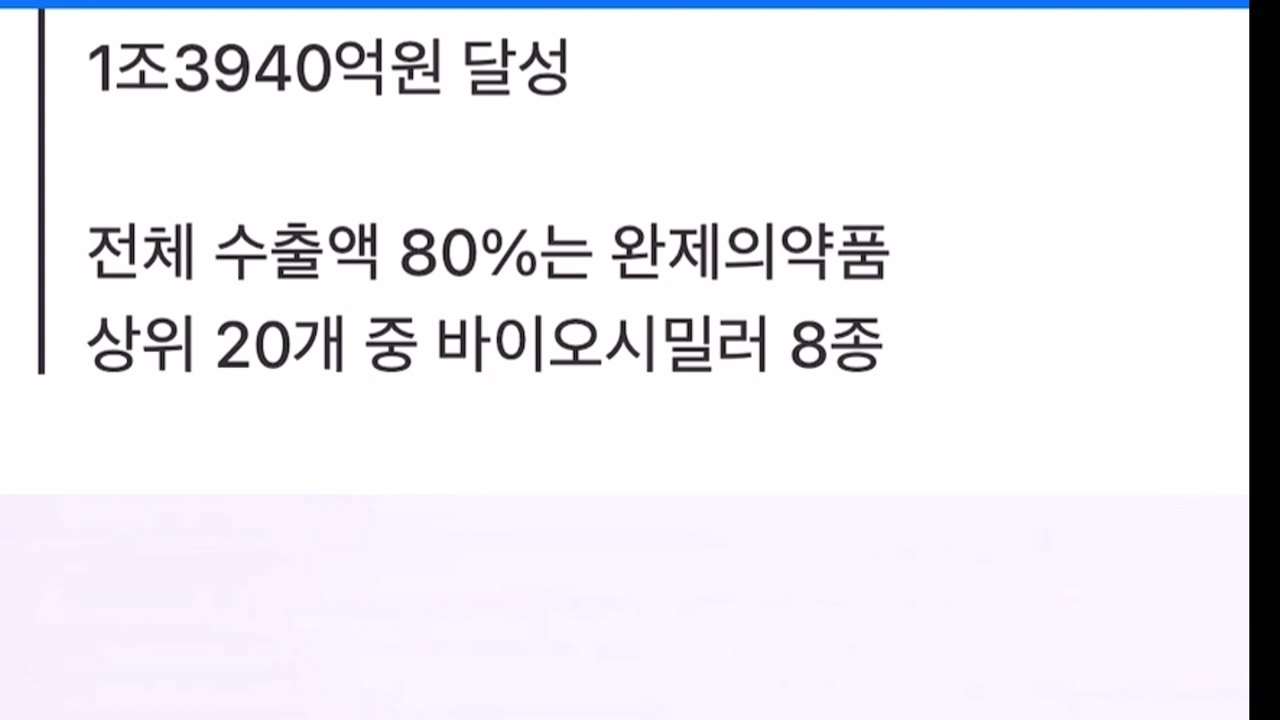 1조3940억원 달성
전체 수출액 80%는 완제의약품
상위 20개 중 바이오시밀러 8종